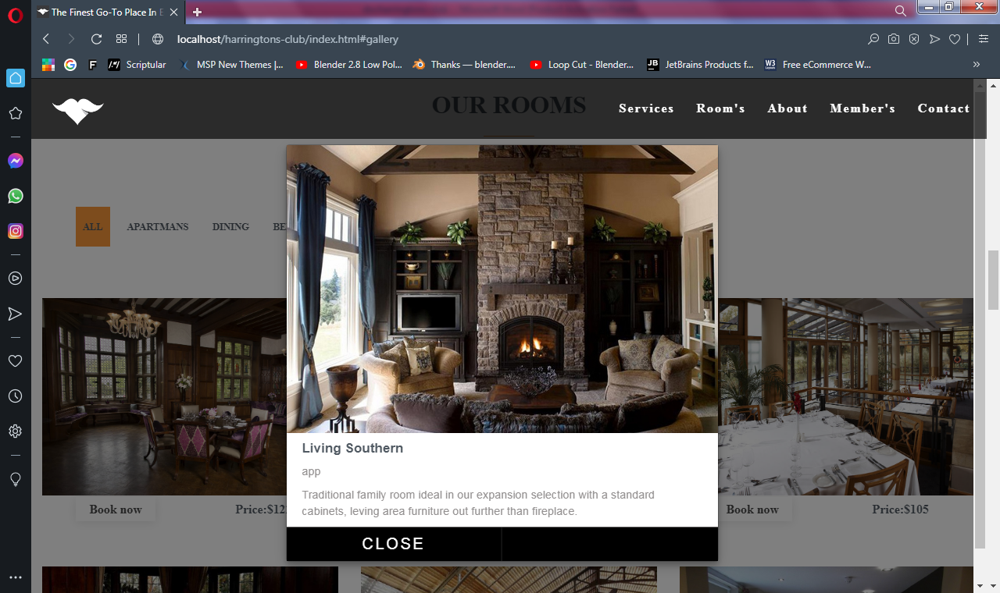 The Finest Go-To Place In E
localhost/harringtons-club/index.html#gallery
Scriptular
MSP New Themes |...
Blender 2.8 Low Pol...
Thanks — blender....
Loop Cut - Blender...
JB
JetBrains Products f...
W3
Free eCommerce W...
OUR ROOMS
Services
Room's
About
Member's
Contact
ALL
APARTMANS
DINING
BE
Living Southern
app
Traditional family room ideal in our expansion selection with a standard
cabinets, leving area furniture out further than fireplace.
Book now
Price:$12
Book now
Price:$105
CLOSE